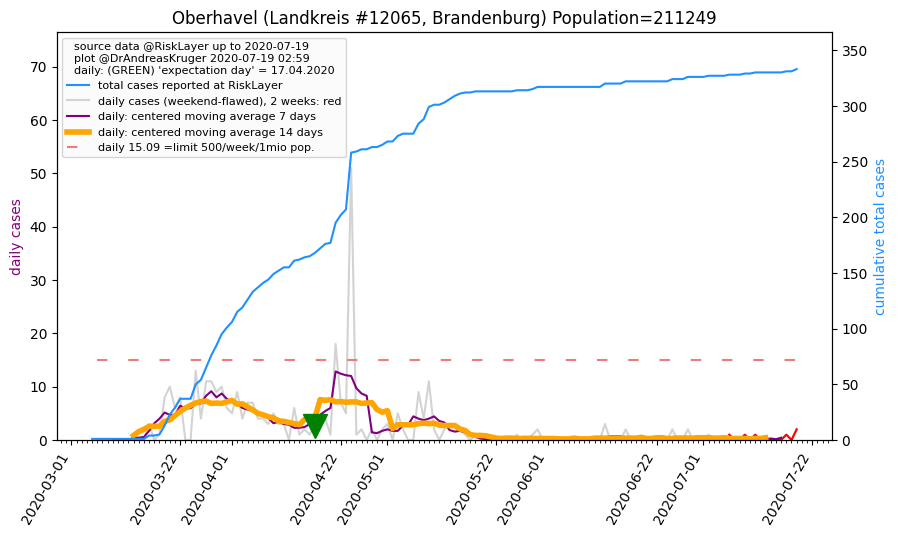 Oberhavel (Landkreis #12065, Brandenburg) Population=211249
source data @RiskLayer up to 2020-07-19
plot @DrAndreasKruger 2020-07-19 02:59
daily: (GREEN) 'expectation day' = 17.04.2020
total cases reported at RiskLayer
daily cases (weekend-flawed), 2 weeks: red
daily: centered moving average 7 days
daily: centered moving average 14 days
daily 15.09 =limit 500/week/1mio pop.
daily cases
70
60
50
40
30
20
10
0
350
300
250
200
150
100
50
0
cumulative total cases
2020-03-01
2020-03-22
2020-04-01
2020-04-22
2020-05-01
2020-05-22
2020-06-01
2020-06-22
2020-07-01
2020-07-22